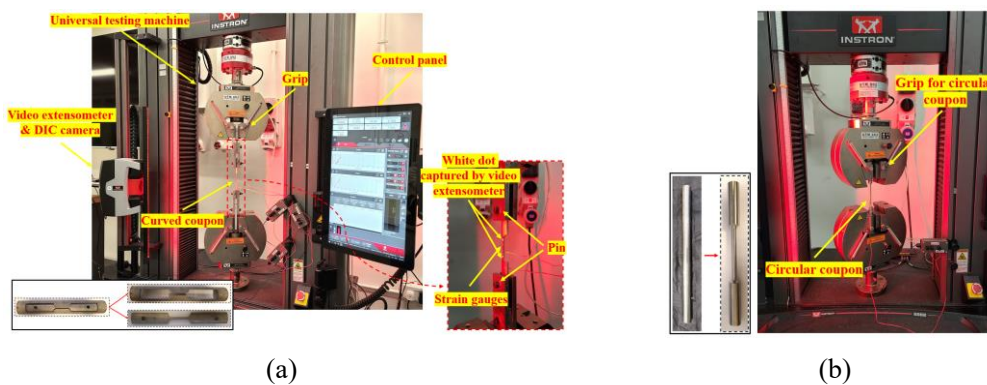 Universal testing machine
INSTRON
Grip
Control panel
Video extensometer
& DIC camera
Curved coupon
White dot
captured by video
extensometer
Pin
Strain gauges
(a)
INSTRON
Grip for circular
coupon
Circular coupon
(b)